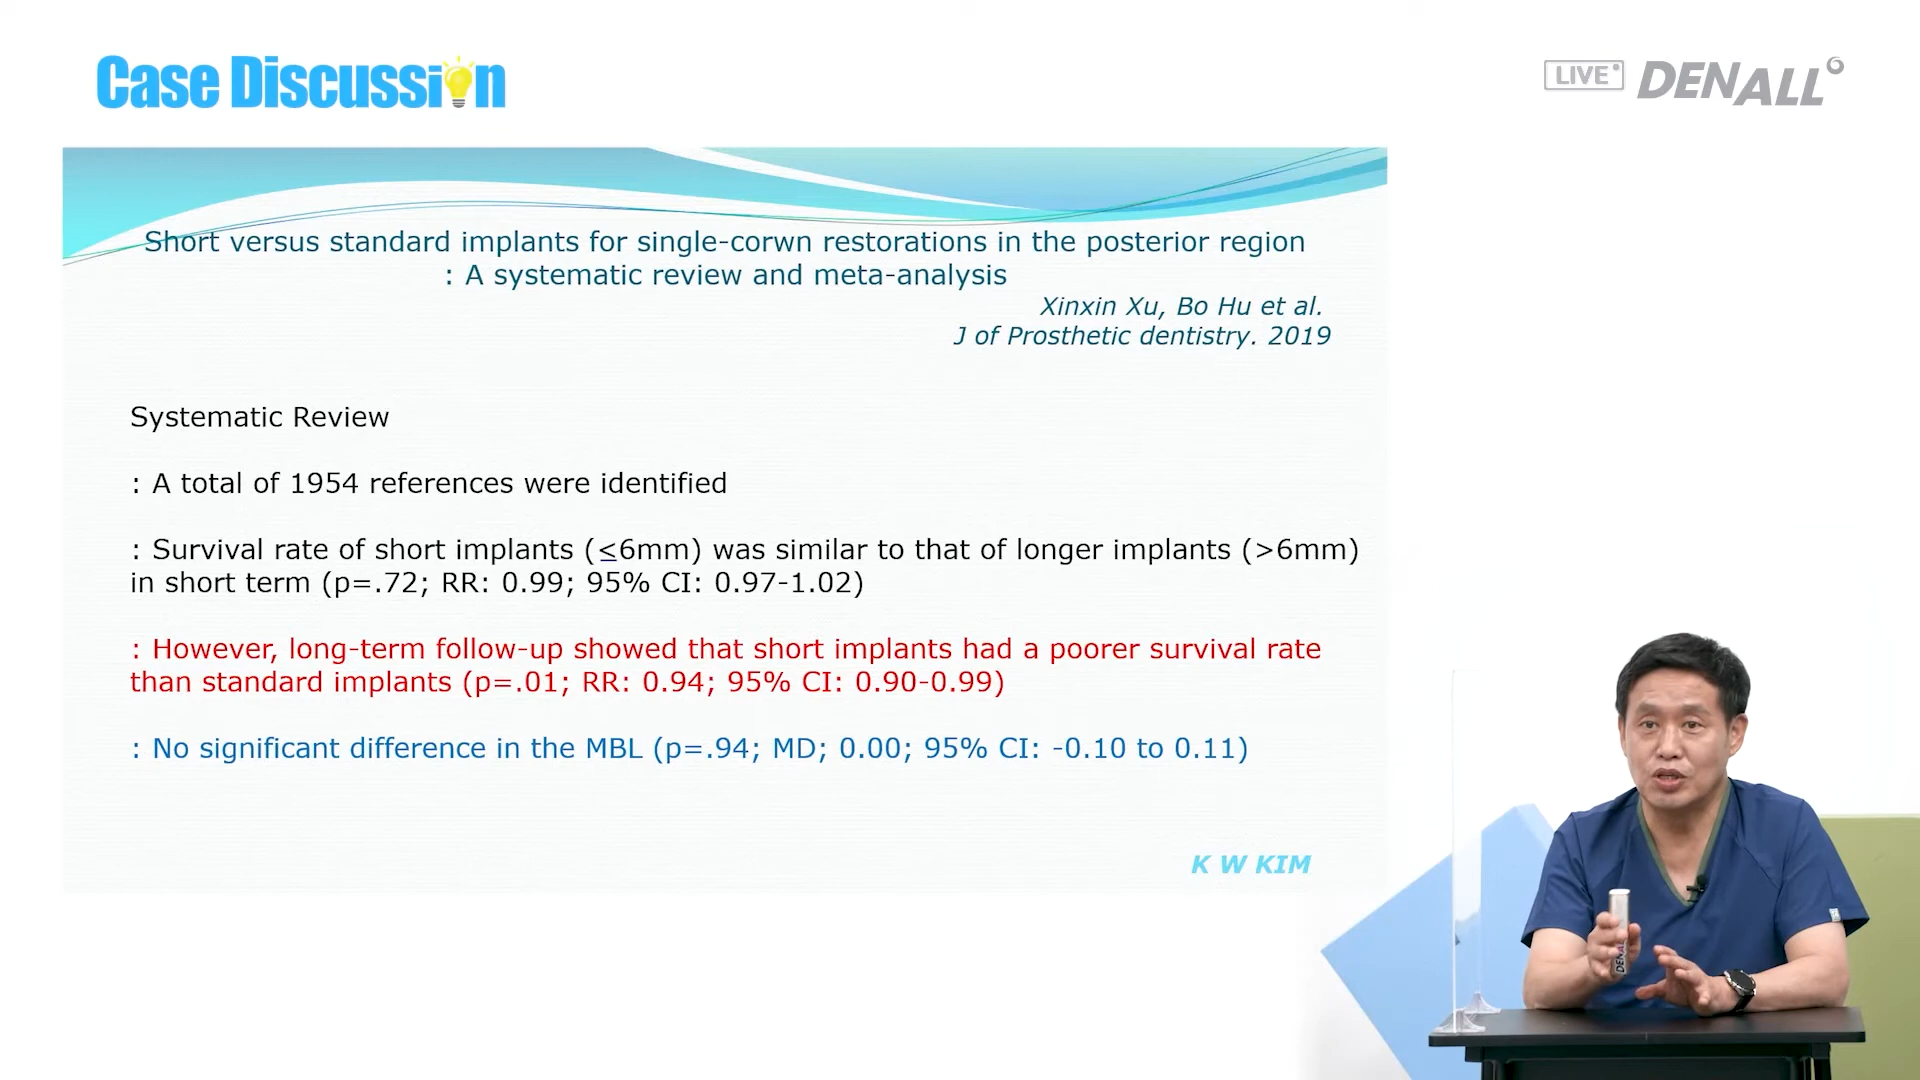 Case Discussion
LIVE DENALL
Short versus standard implants for single-corwn restorations in the posterior region
: A systematic review and meta-analysis
Xinxin Xu, Bo Hu et al.
J of Prosthetic dentistry. 2019
Systematic Review
: A total of 1954 references were identified
: Survival rate of short implants (≤6mm) was similar to that of longer implants (>6mm)
in short term (p=.72; RR: 0.99; 95% CI: 0.97-1.02)
: However, long-term follow-up showed that short implants had a poorer survival rate
than standard implants (p=.01; RR: 0.94; 95% CI: 0.90-0.99)
: No significant difference in the MBL (p=.94; MD; 0.00; 95% CI: -0.10 to 0.11)
K W KIM